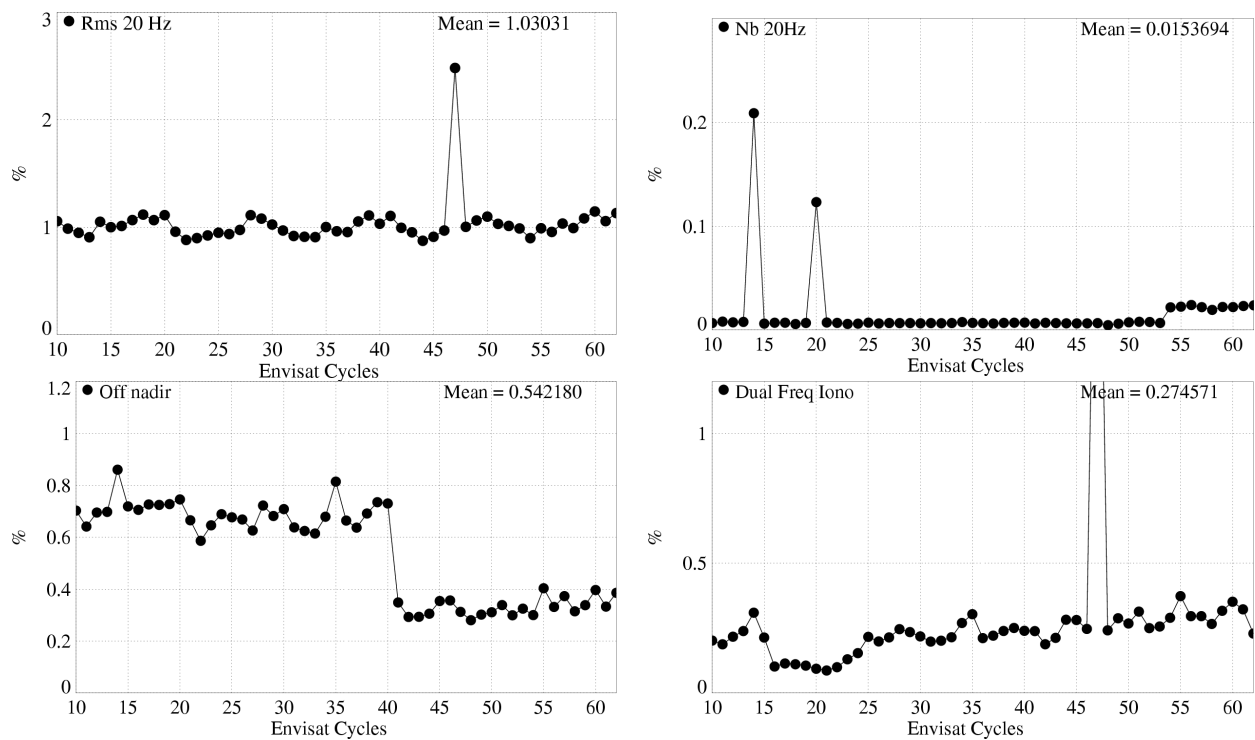 Rms 20 Hz
Mean = 1.03031
3
2
1
0
%
10 15 20 25 30 35 40 45 50 55 60
Envisat Cycles
Nb 20Hz
Mean = 0.0153694
0.2
0.1
0
%
10 15 20 25 30 35 40 45 50 55 60
Envisat Cycles
Off nadir
Mean = 0.542180
1.2
1
0.8
0.6
0.4
0.2
0
%
10 15 20 25 30 35 40 45 50 55 60
Envisat Cycles
Dual Freq Iono
Mean = 0.274571
1
0.5
0
%
10 15 20 25 30 35 40 45 50 55 60
Envisat Cycles